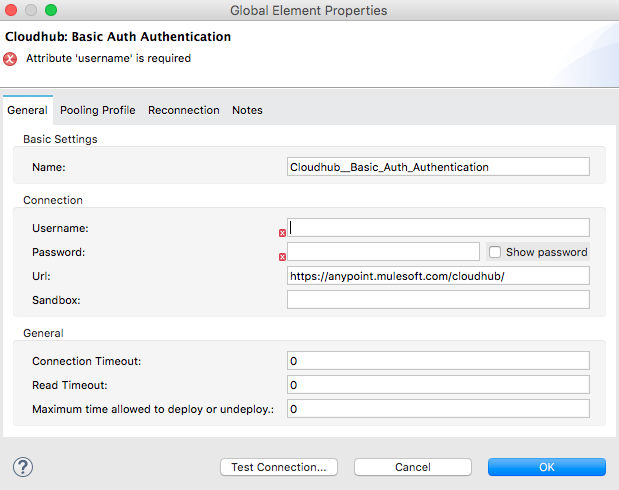 Global Element Properties
Cloudhub: Basic Auth Authentication
Attribute 'username' is required
General Pooling Profile Reconnection Notes
Basic Settings
Name: Cloudhub__Basic_Auth_Authentication
Connection
Username:
Password: Show password
Url: https://anypoint.mulesoft.com/cloudhub/
Sandbox:
General
Connection Timeout: 0
Read Timeout: 0
Maximum time allowed to deploy or undeploy.: 0
? Test Connection... Cancel OK